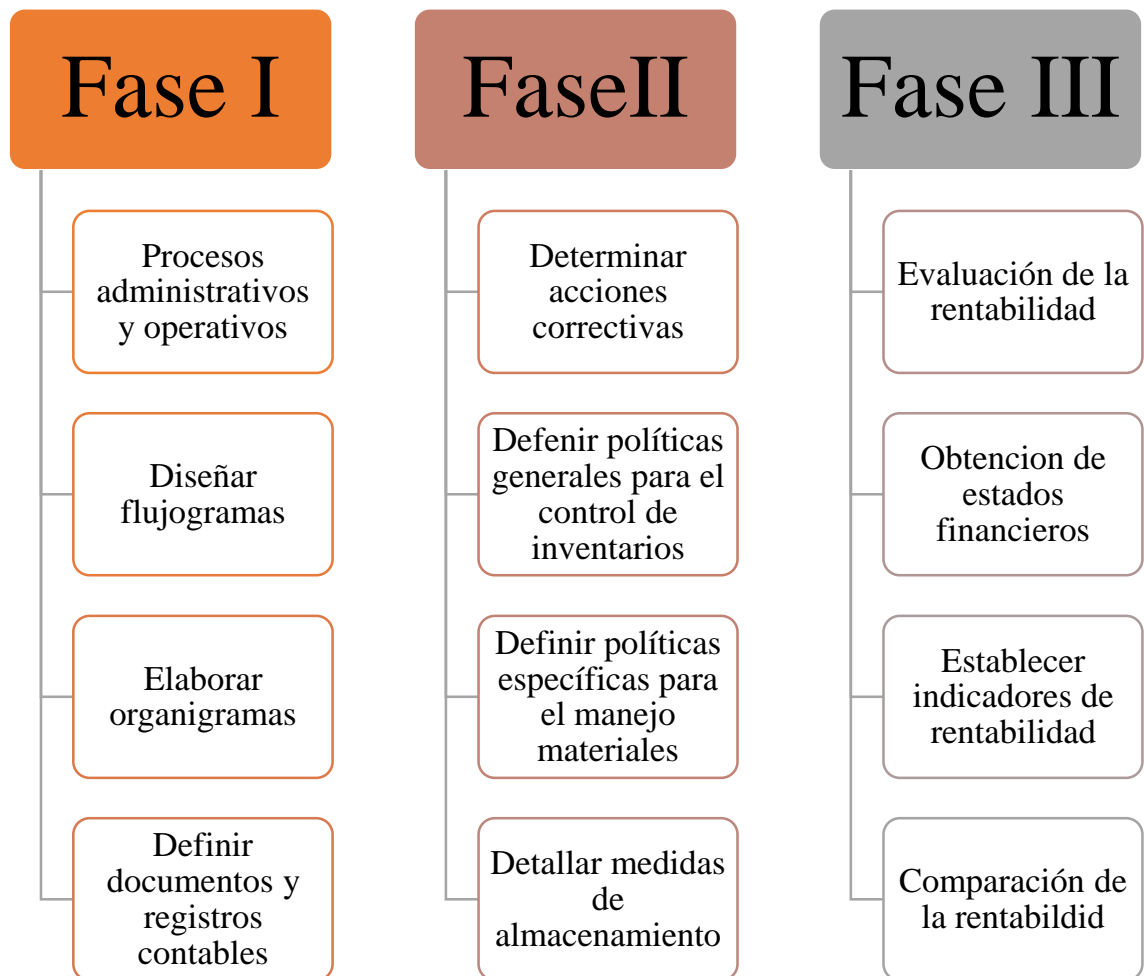 Fase I
Procesos
administrativos
y operativos
Diseñar
flujogramas
Elaborar
organigramas
Definir
documentos y
registros
contables
FaseII
Determinar
acciones
correctivas
Defenir políticas
generales para el
control de
inventarios
Definir políticas
específicas para
el manejo
materiales
Detallar medidas
de
almacenamiento
Fase III
Evaluación de la
rentabilidad
Obtencion de
estados
financieros
Establecer
indicadores de
rentabilidad
Comparación de
la rentabildid